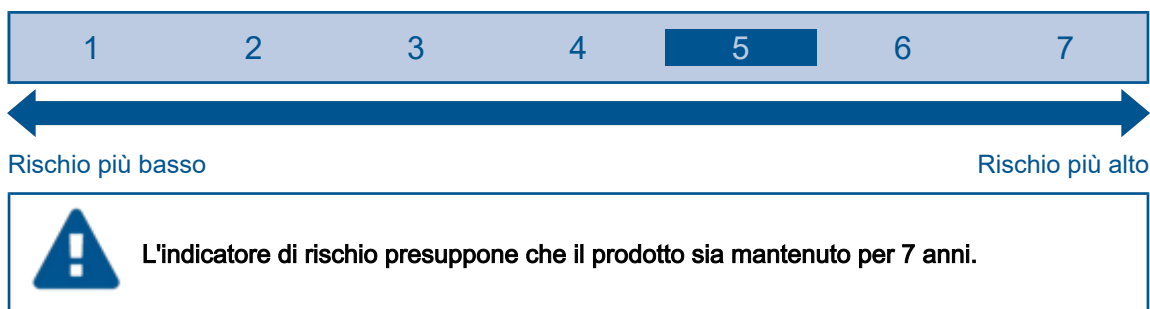 1 2 3 4 5 6 7
Rischio più basso Rischio più alto
L'indicatore di rischio presuppone che il prodotto sia mantenuto per 7 anni.